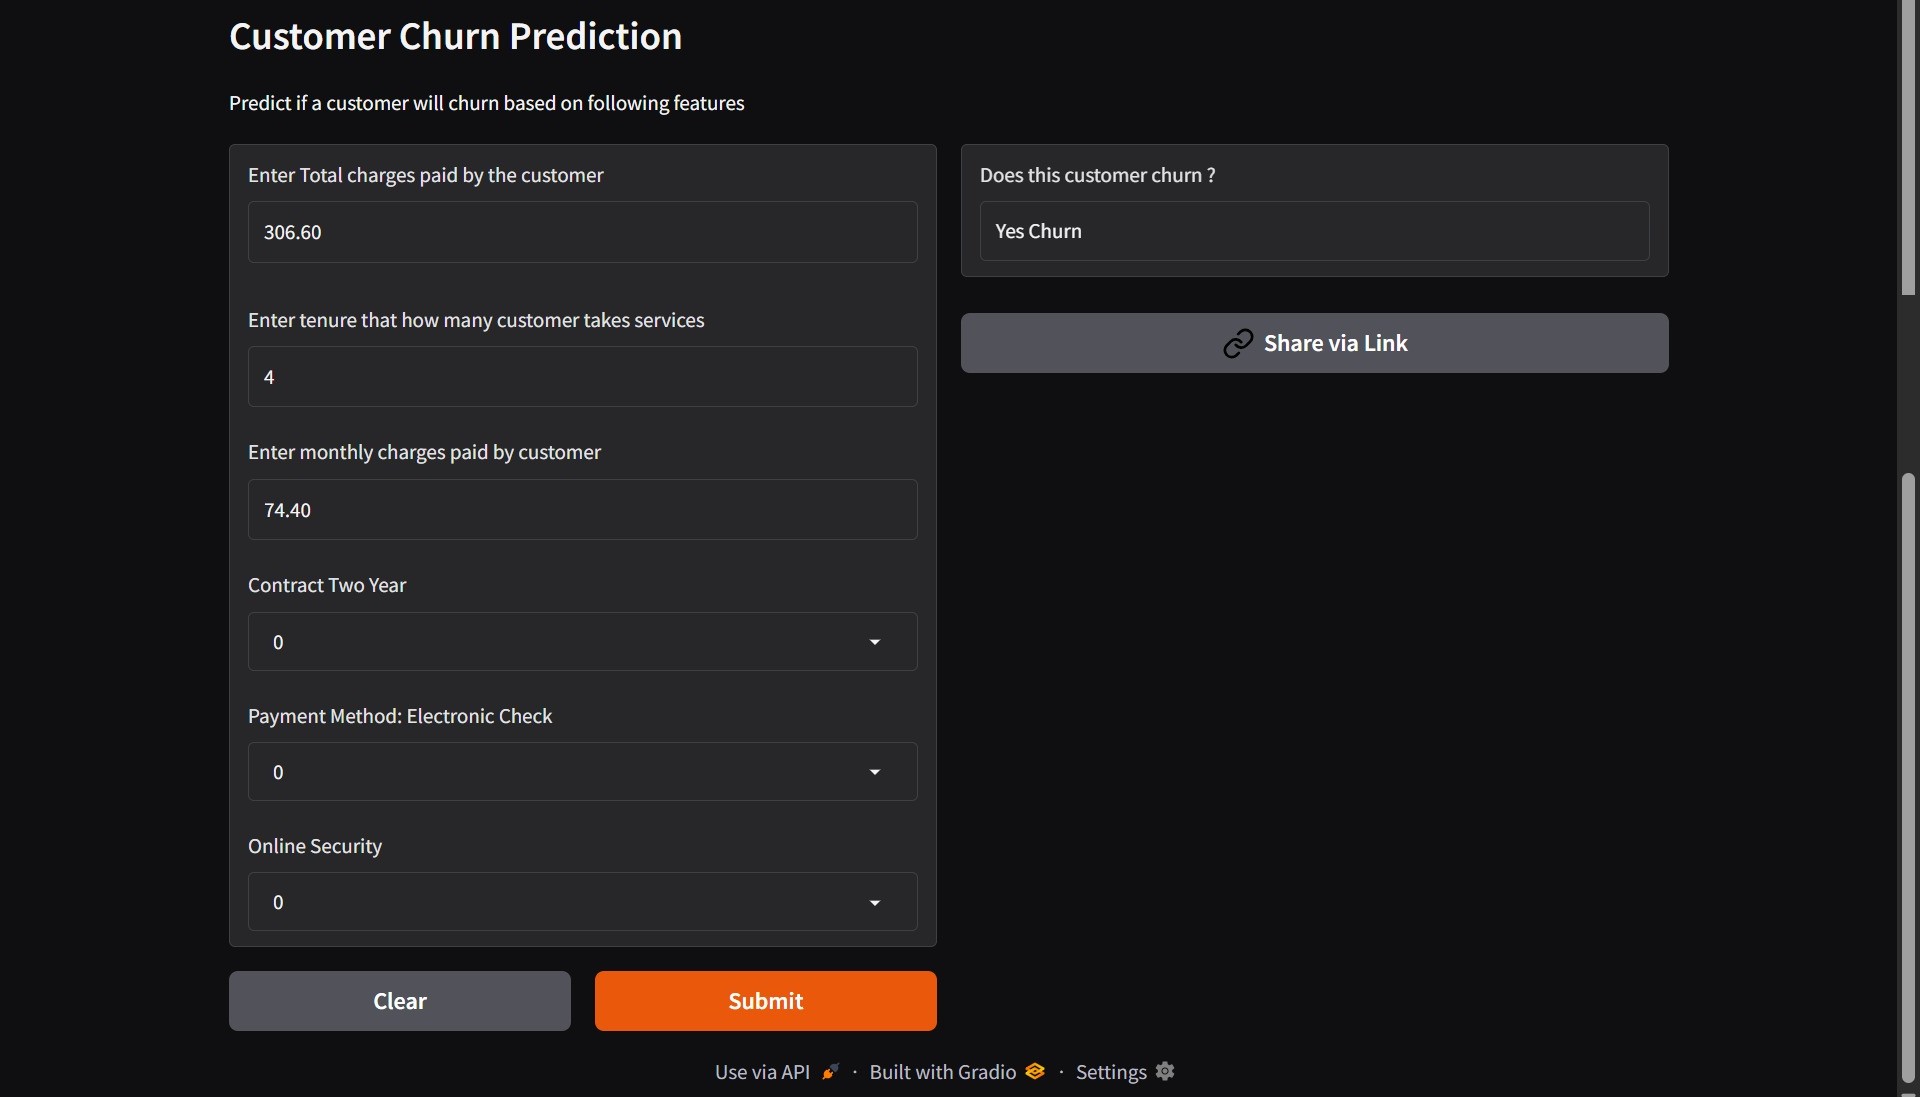 Customer Churn Prediction
Predict if a customer will churn based on following features
Enter Total charges paid by the customer
306.60
Enter tenure that how many customer takes services
4
Enter monthly charges paid by customer
74.40
Contract Two Year
0
Payment Method: Electronic Check
0
Online Security
0
Clear
Submit
Does this customer churn ?
Yes Churn
Share via Link
Use via API · Built with Gradio · Settings